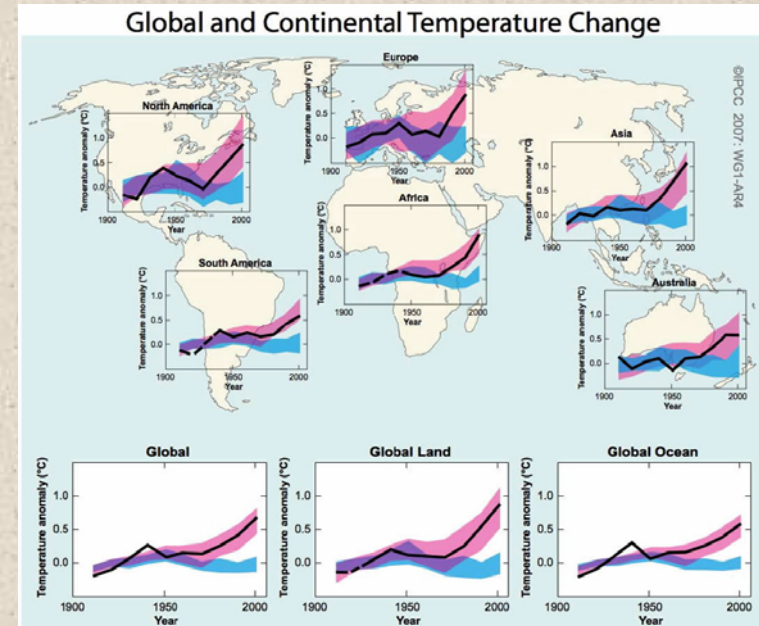 Global and Continental Temperature Change
©IPCC 2007: WG1-AR4
Europe
Temperature anomaly (°C)
1.0
0.5
0.0
1900
1950
2000
Year
North America
Temperature anomaly (°C)
1.0
0.5
0.0
1900
1950
2000
Year
Asia
Temperature anomaly (°C)
1.0
0.5
0.0
1900
1950
2000
Year
Africa
Temperature anomaly (°C)
1.0
0.5
0.0
1900
1950
2000
Year
South America
Temperature anomaly (°C)
1.0
0.5
0.0
1900
1950
2000
Year
Australia
Temperature anomaly (°C)
1.0
0.5
0.0
1900
1950
2000
Year
Global
Temperature anomaly (°C)
1.0
0.5
0.0
1900
1950
2000
Year
Global Land
Temperature anomaly (°C)
1.0
0.5
0.0
1900
1950
2000
Year
Global Ocean
Temperature anomaly (°C)
1.0
0.5
0.0
1900
1950
2000
Year